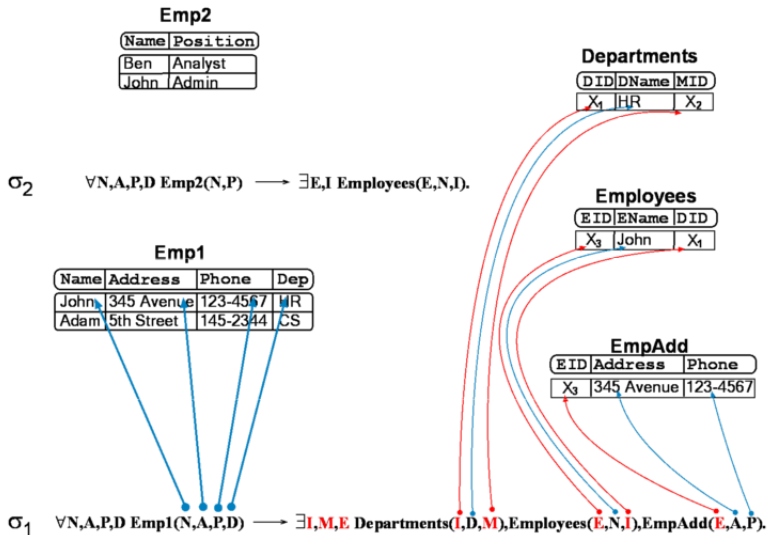 Emp2
Name Position
Ben Analyst
John Admin
Departments
DID DName MID
X1 HR X2
σ2 ∀N,A,P,D Emp2(N,P) → ∃E,I Employees(E,N,I).
Employees
EID EName DID
X3 John X1
Emp1
Name Address Phone Dep
John 345 Avenue 123-4567 HR
Adam 5th Street 145-2344 CS
EmpAdd
EID Address Phone
X3 345 Avenue 123-4567
σ1 ∀N,A,P,D Emp1(N,A,P,D) → ∃I,M,E Departments(I,D,M),Employees(E,N,I),EmpAdd(E,A,P).